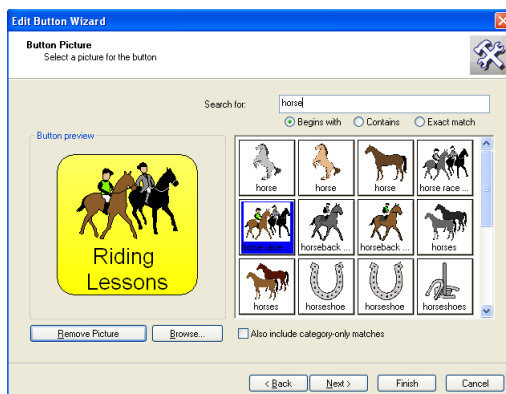 Edit Button Wizard
Button Picture
Select a picture for the button
Search for:
horse
Begins with
Contains
Exact match
Button preview
Riding
Lessons
horse
horse
horse
horse race ...
horse race ...
horseback ...
horseback ...
horses
horses
horseshoe
horseshoe
horseshoes
Remove Picture
Browse...
Also include category-only matches
< Back
Next >
Finish
Cancel